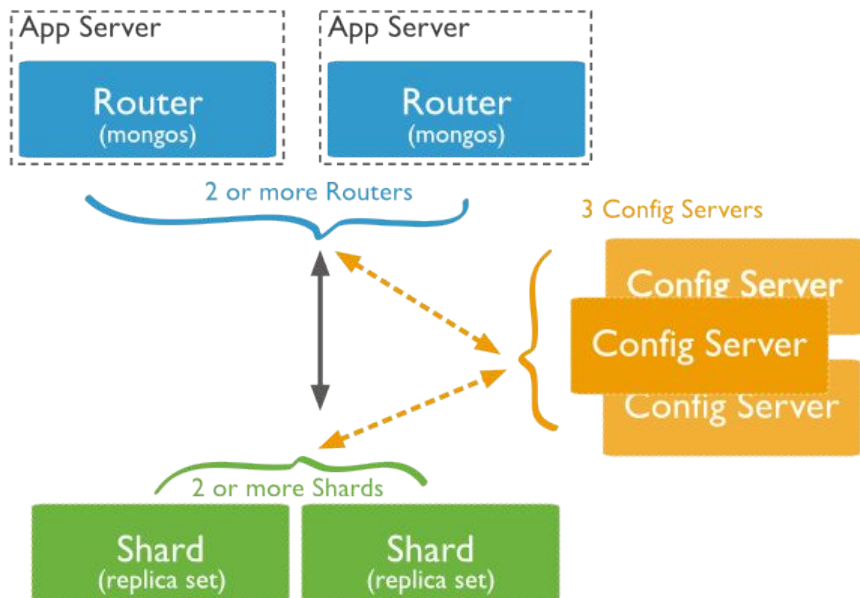 App Server
App Server
Router
(mongos)
Router
(mongos)
2 or more Routers
3 Config Servers
Config Server
Config Server
Config Server
2 or more Shards
Shard
(replica set)
Shard
(replica set)